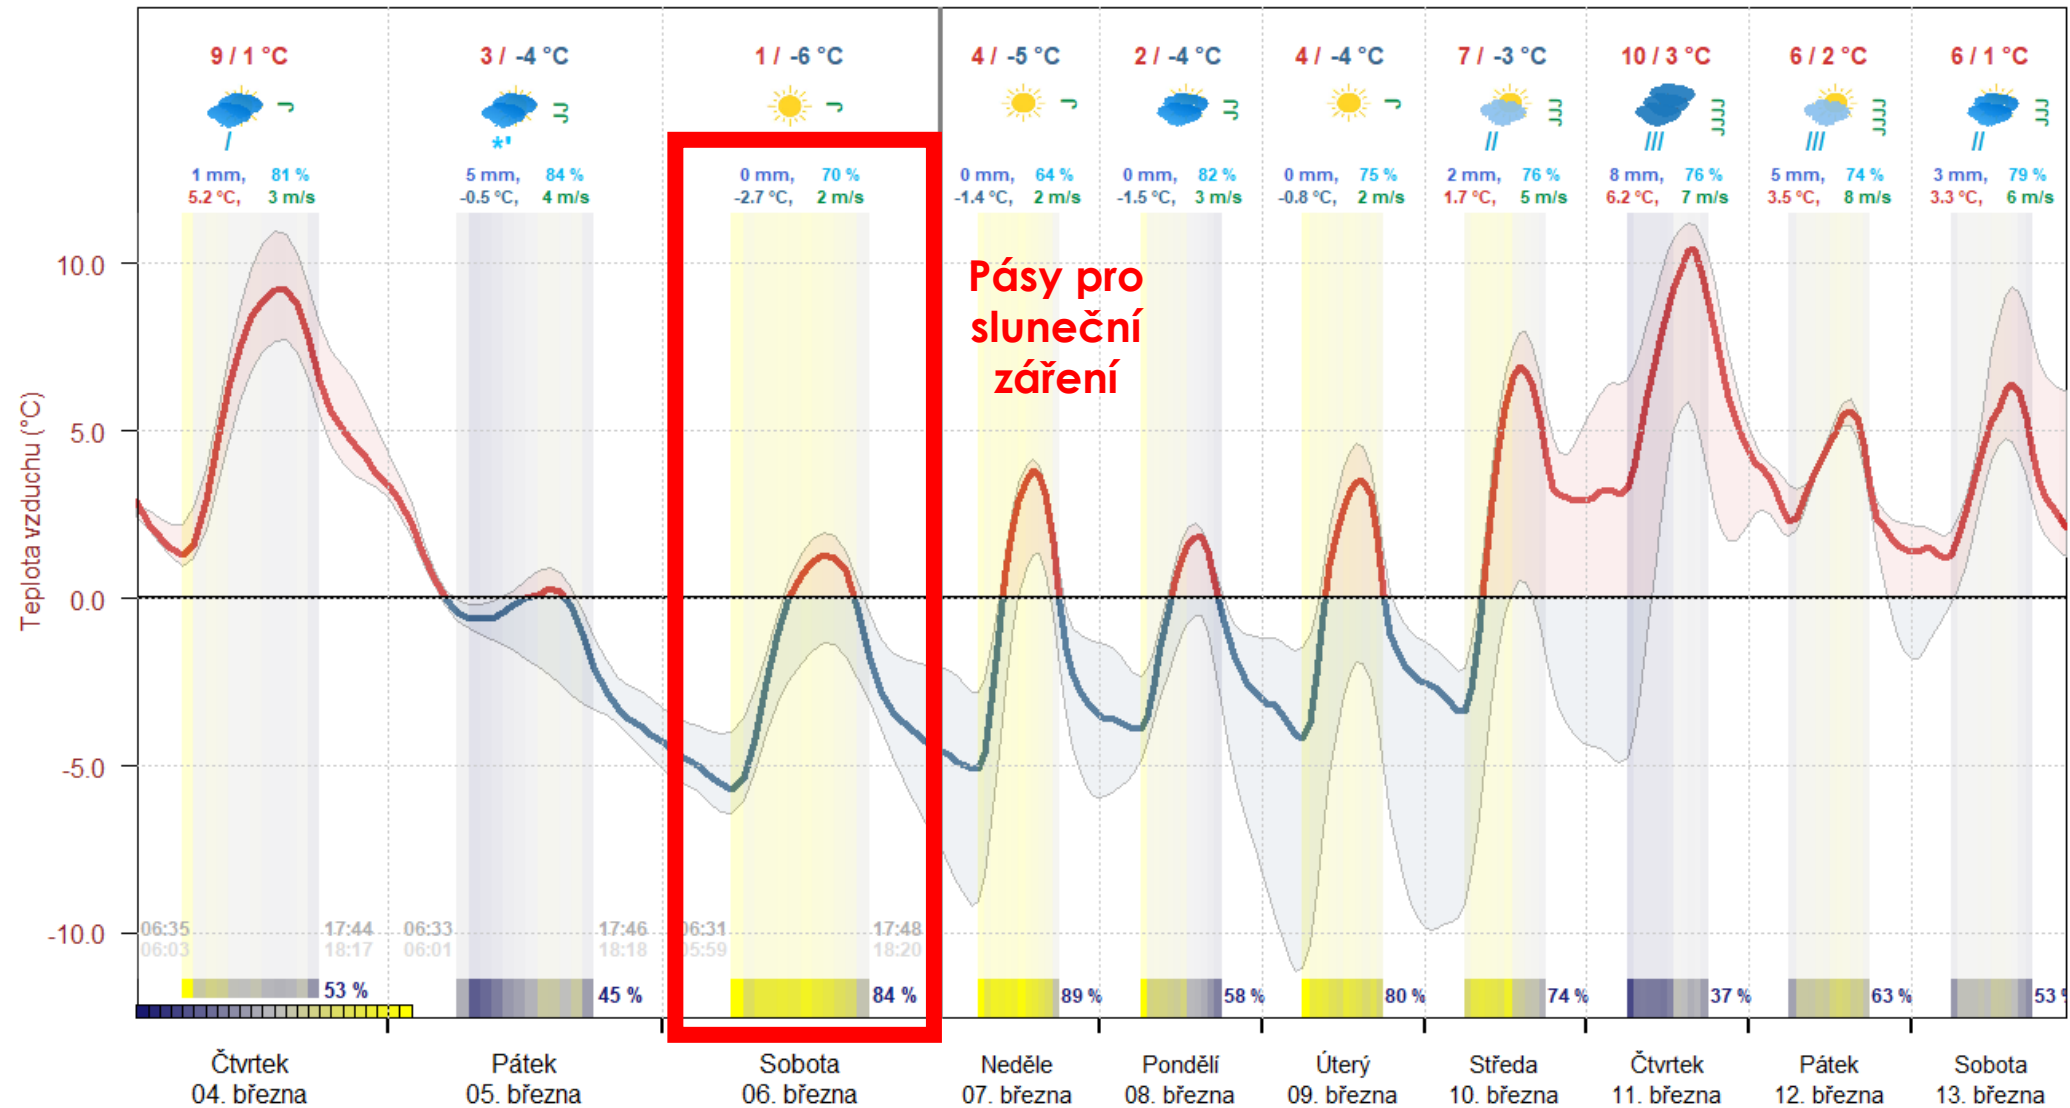 9 / 1 °C
3 / -4 °C
1 / -6 °C
4 / -5 °C
2 / -4 °C
4 / -4 °C
7 / -3 °C
10 / 3 °C
6 / 2 °C
6 / 1 °C
1 mm, 81 %
5.2 °C, 3 m/s
5 mm, 84 %
-0.5 °C, 4 m/s
0 mm, 70 %
-2.7 °C, 2 m/s
0 mm, 64 %
-1.4 °C, 2 m/s
0 mm, 82 %
-1.5 °C, 3 m/s
0 mm, 75 %
-0.8 °C, 2 m/s
2 mm, 76 %
1.7 °C, 5 m/s
8 mm, 76 %
6.2 °C, 7 m/s
5 mm, 74 %
3.5 °C, 8 m/s
3 mm, 79 %
3.3 °C, 6 m/s
Pásy pro
sluneční
záření
Teplota vzduchu (°C)
10.0
5.0
0.0
-5.0
-10.0
06:35 17:44
06:03 18:17
06:33 17:46
06:01 18:18
06:31 17:48
05:59 18:20
53 %
45 %
84 %
89 %
58 %
80 %
74 %
37 %
63 %
53 %
Čtvrtek
04. března
Pátek
05. března
Sobota
06. března
Neděle
07. března
Pondělí
08. března
Úterý
09. března
Středa
10. března
Čtvrtek
11. března
Pátek
12. března
Sobota
13. března